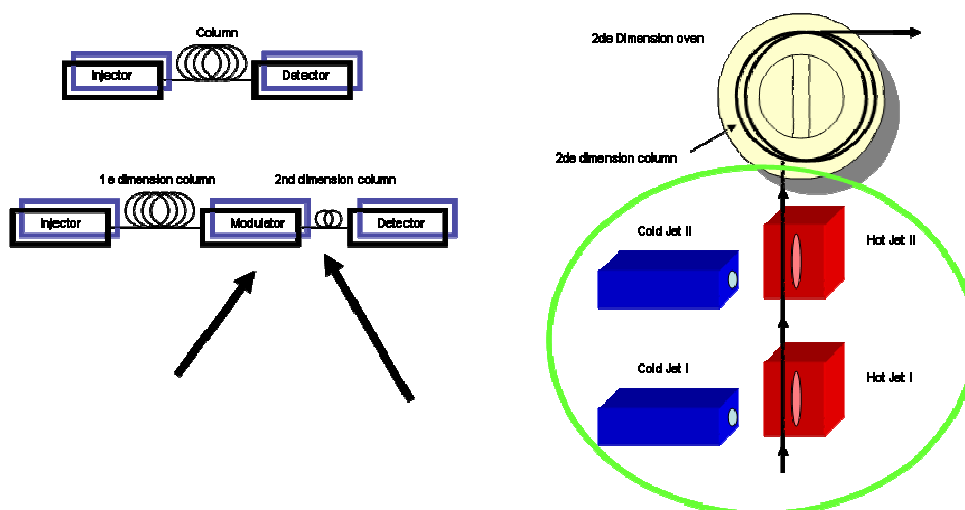 Column
Injector
Detector
1e dimension column
2nd dimension column
Injector
Modulator
Detector
2de Dimension oven
2de dimension column
Cold Jet II
Hot Jet II
Cold Jet I
Hot Jet I